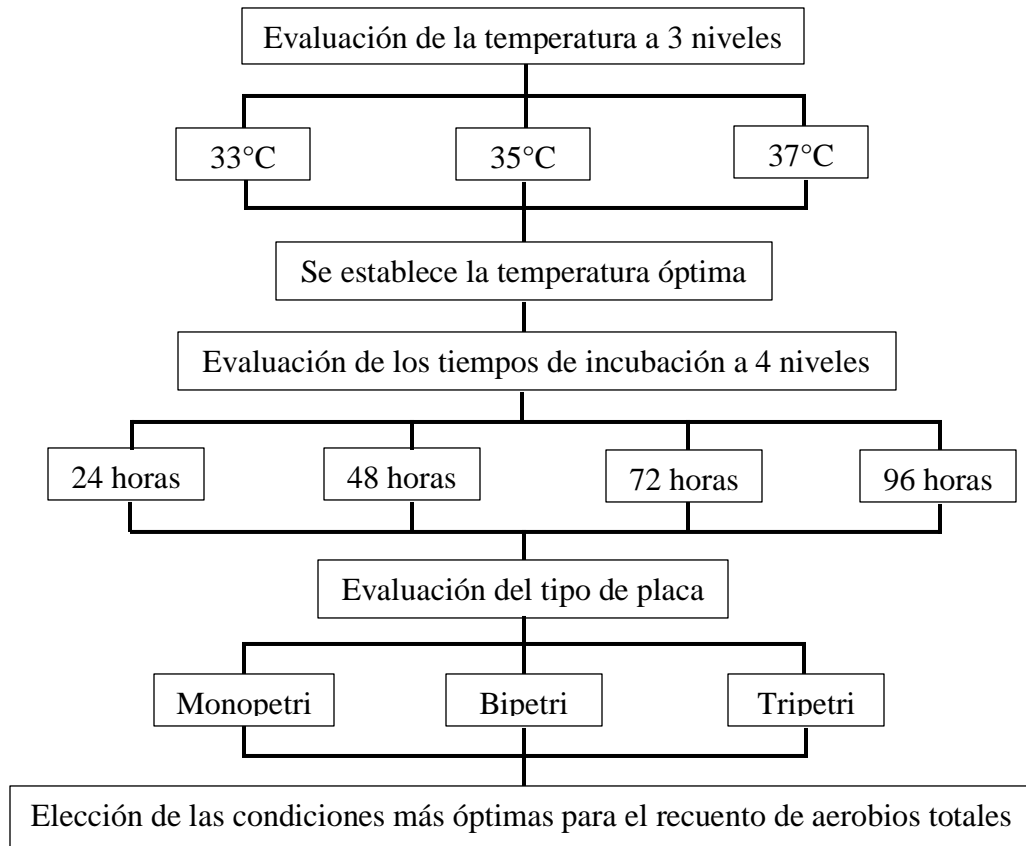 Evaluación de la temperatura a 3 niveles
33°C
35°C
37°C
Se establece la temperatura óptima
Evaluación de los tiempos de incubación a 4 niveles
24 horas
48 horas
72 horas
96 horas
Evaluación del tipo de placa
Monopetri
Bipetri
Tripetri
Elección de las condiciones más óptimas para el recuento de aerobios totales